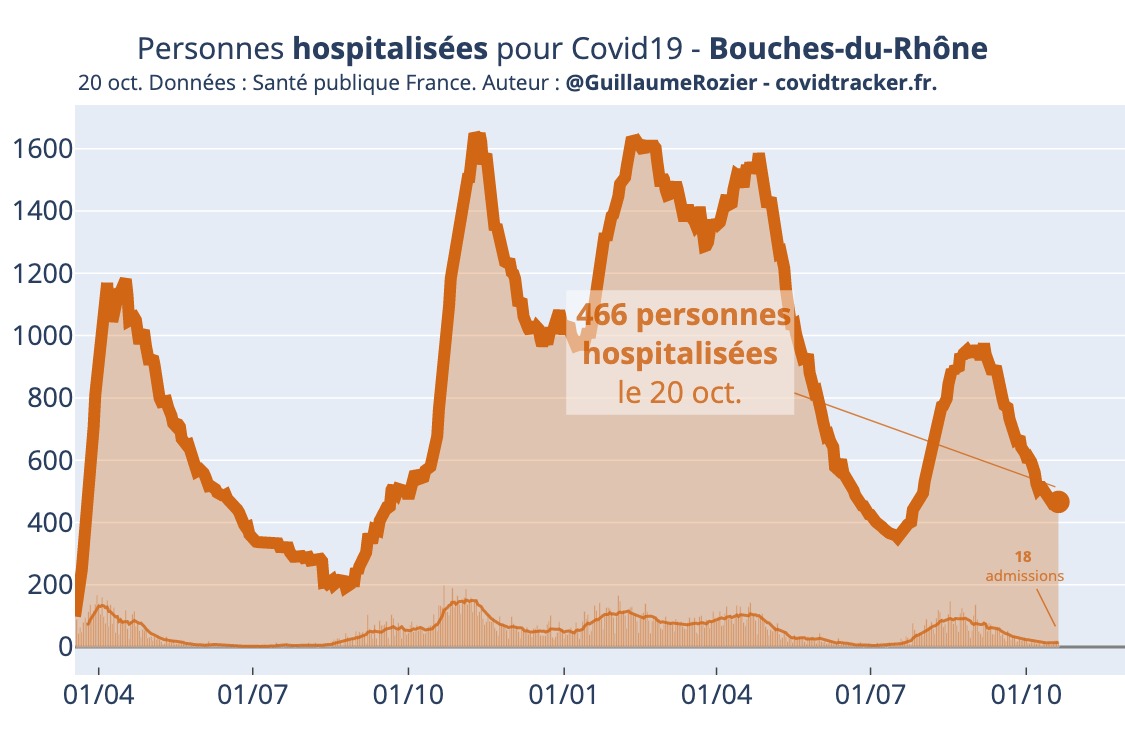 Personnes hospitalisées pour Covid19 - Bouches-du-Rhône
20 oct. Données : Santé publique France. Auteur : @GuillaumeRozier - covidtracker.fr.
1600
1400
1200
1000
800
600
400
200
0
466 personnes
hospitalisées
le 20 oct.
18
admissions
01/04 01/07 01/10 01/01 01/04 01/07 01/10